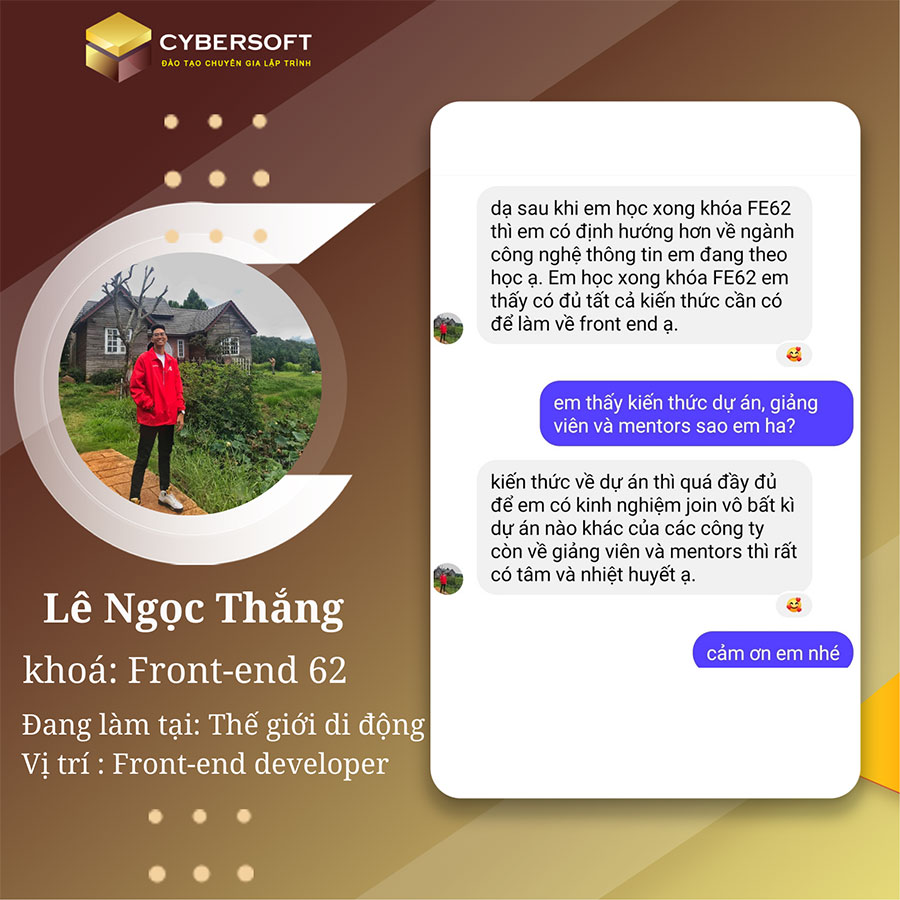 CYBERSOFT
ĐÀO TẠO CHUYÊN GIA LẬP TRÌNH
dạ sau khi em học xong khóa FE62
thì em có định hướng hơn về ngành
công nghệ thông tin em đang theo
học ạ. Em học xong khóa FE62 em
thấy có đủ tất cả kiến thức cần có
để làm về front end ạ.
em thấy kiến thức dự án, giảng
viên và mentors sao em ha?
kiến thức về dự án thì quá đầy đủ
để em có kinh nghiệm join vô bất kì
dự án nào khác của các công ty
còn về giảng viên và mentors thì rất
có tâm và nhiệt huyết ạ.
cảm ơn em nhé
Lê Ngọc Thắng
khoá: Front-end 62
Đang làm tại: Thế giới di động
Vị trí : Front-end developer